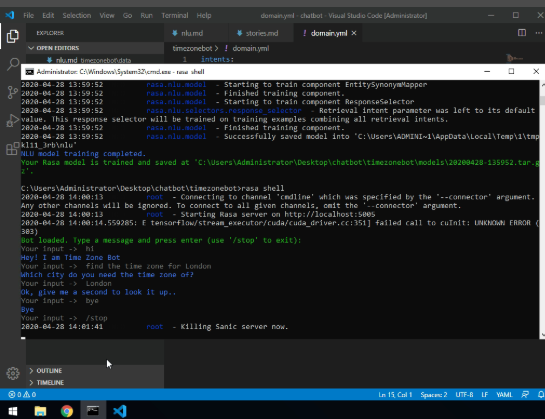 File Edit Selection View Go Run Terminal Help domain.yml - chatbot - Visual Studio Code [Administrator]
EXPLORER
nlu.md stories.md ! domain.yml ×
OPEN EDITORS
timezonebot > ! domain.yml
nlu.md timezonebot\data
1 intents:
Administrator: C:\Windows\System32\cmd.exe - rasa shell
2020-04-28 13:59:52 rasa.nlu.model - Starting to train component EntitySynonymMapper
2020-04-28 13:59:52 rasa.nlu.model - Finished training component.
2020-04-28 13:59:52 rasa.nlu.model - Starting to train component ResponseSelector
2020-04-28 13:59:52 rasa.nlu.selectors.response_selector - Retrieval intent parameter was left to its default
value. This response selector will be trained on training examples combining all retrieval intents.
2020-04-28 13:59:52 rasa.nlu.model - Finished training component.
2020-04-28 13:59:52 rasa.nlu.model - Successfully saved model into 'C:\Users\ADMINI~1\AppData\Local\Temp\1\tmp
kl11_3rb\nlu'
NLU model training completed.
Your Rasa model is trained and saved at 'C:\Users\Administrator\Desktop\chatbot\timezonebot\models\20200428-135952.tar.g
z'.
C:\Users\Administrator\Desktop\chatbot\timezonebot>rasa shell
2020-04-28 14:00:13 root - Connecting to channel 'cmdline' which was specified by the '--connector' argument.
Any other channels will be ignored. To connect to all given channels, omit the '--connector' argument.
2020-04-28 14:00:13 root - Starting Rasa server on http://localhost:5005
2020-04-28 14:00:14.559285: E tensorflow/stream_executor/cuda/cuda_driver.cc:351] failed call to cuInit: UNKNOWN ERROR (
303)
Bot loaded. Type a message and press enter (use '/stop' to exit):
Your input -> hi
Hey! I am Time Zone Bot
Your input -> find the time zone for London
Which city do you need the time zone of?
Your input -> London
Ok, give me a second to look it up..
Your input -> bye
Bye
Your input -> /stop
2020-04-28 14:01:41 root - Killing Sanic server now.
OUTLINE
TIMELINE
0 0 Ln 15, Col 1 Spaces: 2 UTF-8 LF YAML